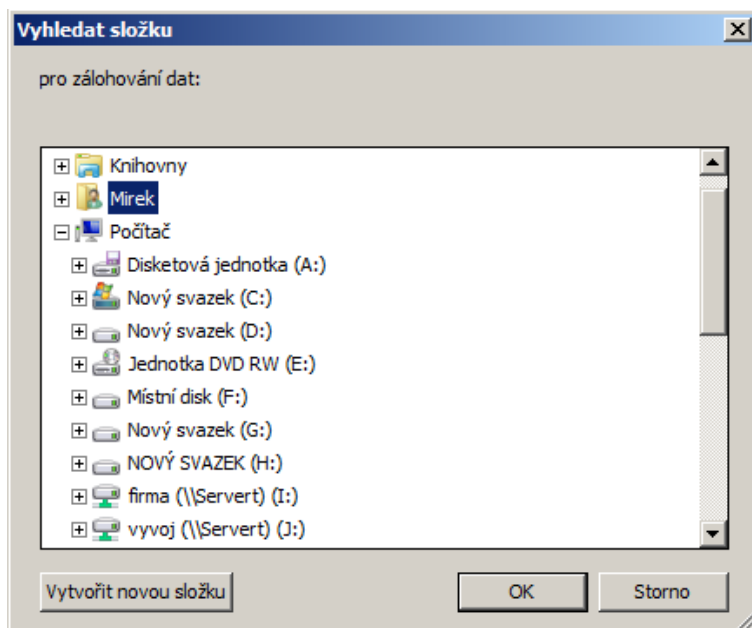 Vyhledat složku
pro zálohování dat:
Knihovny
Mirek
Počítač
Disketová jednotka (A:)
Nový svazek (C:)
Nový svazek (D:)
Jednotka DVD RW (E:)
Místní disk (F:)
Nový svazek (G:)
NOVÝ SVAZEK (H:)
firma (\\Servert) (I:)
vyvoj (\\Servert) (J:)
Vytvořit novou složku OK Storno